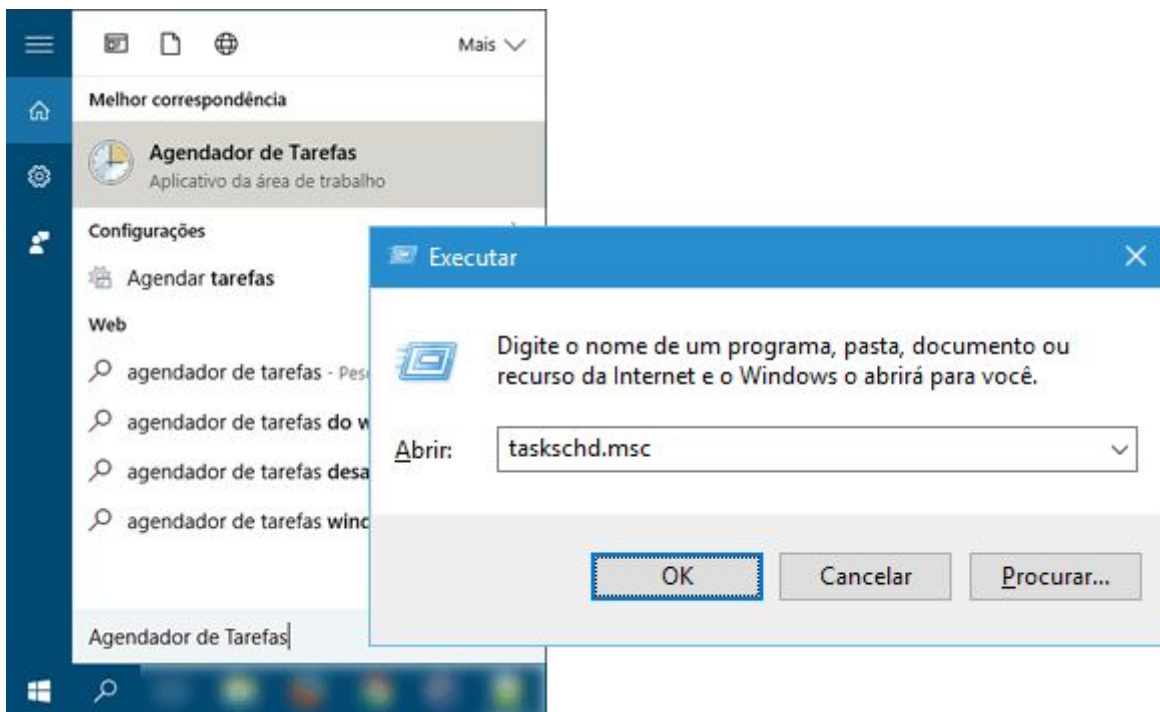 Mais
Melhor correspondência
Agendador de Tarefas
Aplicativo da área de trabalho
Configurações
Agendar tarefas
Web
agendador de tarefas -
agendador de tarefas do
agendador de tarefas
agendador de tarefas
Agendador de Tarefas
Executar
Digite o nome de um programa, pasta, documento ou
recurso da Internet e o Windows o abrirá para você.
Abrir:
taskschd.msc
OK
Cancelar
Procurar...